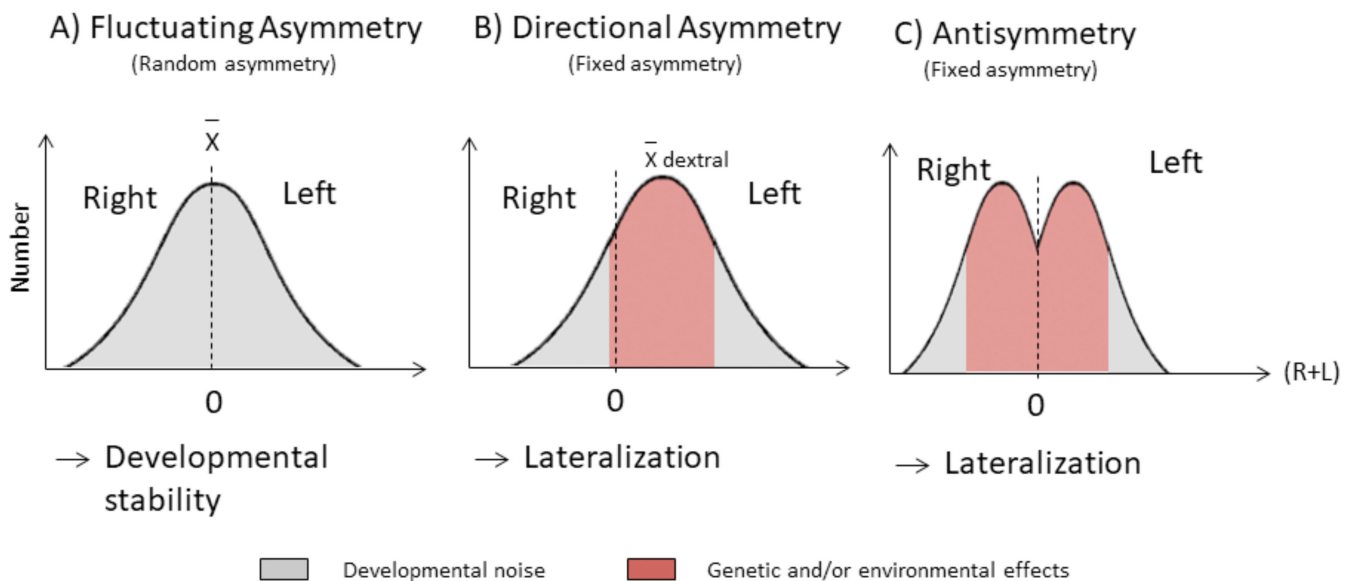 A) Fluctuating Asymmetry
(Random asymmetry)
X̄
Right
Left
Number
0
→ Developmental
stability
B) Directional Asymmetry
(Fixed asymmetry)
X̄ dextral
Right
Left
0
→ Lateralization
C) Antisymmetry
(Fixed asymmetry)
Right
Left
(R+L)
0
→ Lateralization
Developmental noise
Genetic and/or environmental effects